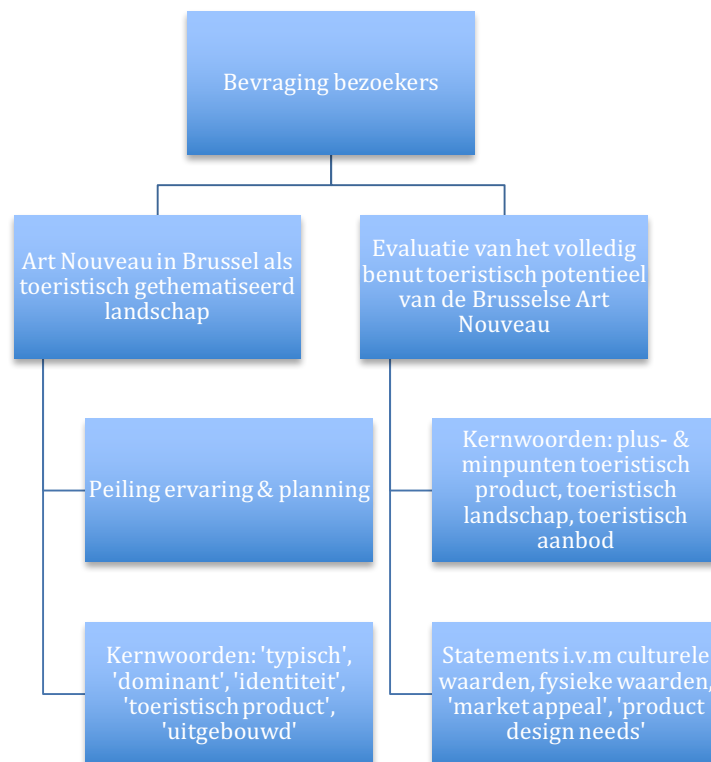 Bevraging bezoekers
Art Nouveau in Brussel als
toeristisch gethematiseerd
landschap
Evaluatie van het volledig
benut toeristisch potentieel
van de Brusselse Art
Nouveau
Peiling ervaring & planning
Kernwoorden: 'typisch',
'dominant', 'identiteit',
'toeristisch product',
'uitgebouwd'
Kernwoorden: plus- &
minpunten toeristisch
product, toeristisch
landschap, toeristisch
aanbod
Statements i.v.m culturele
waarden, fysieke waarden,
'market appeal', 'product
design needs'